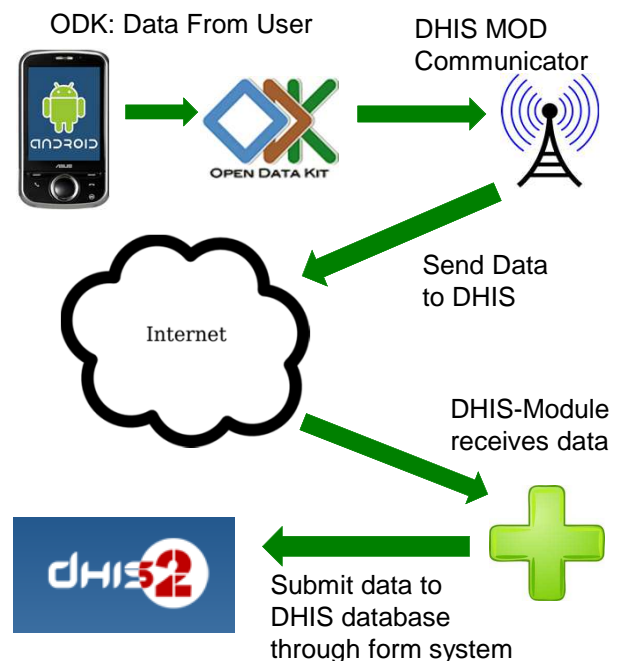 ODK: Data From User
DHIS MOD
Communicator
ANDROID
ASUS
OPEN DATA KIT
Send Data
to DHIS
Internet
DHIS-Module
receives data
dHIS2
Submit data to
DHIS database
through form system